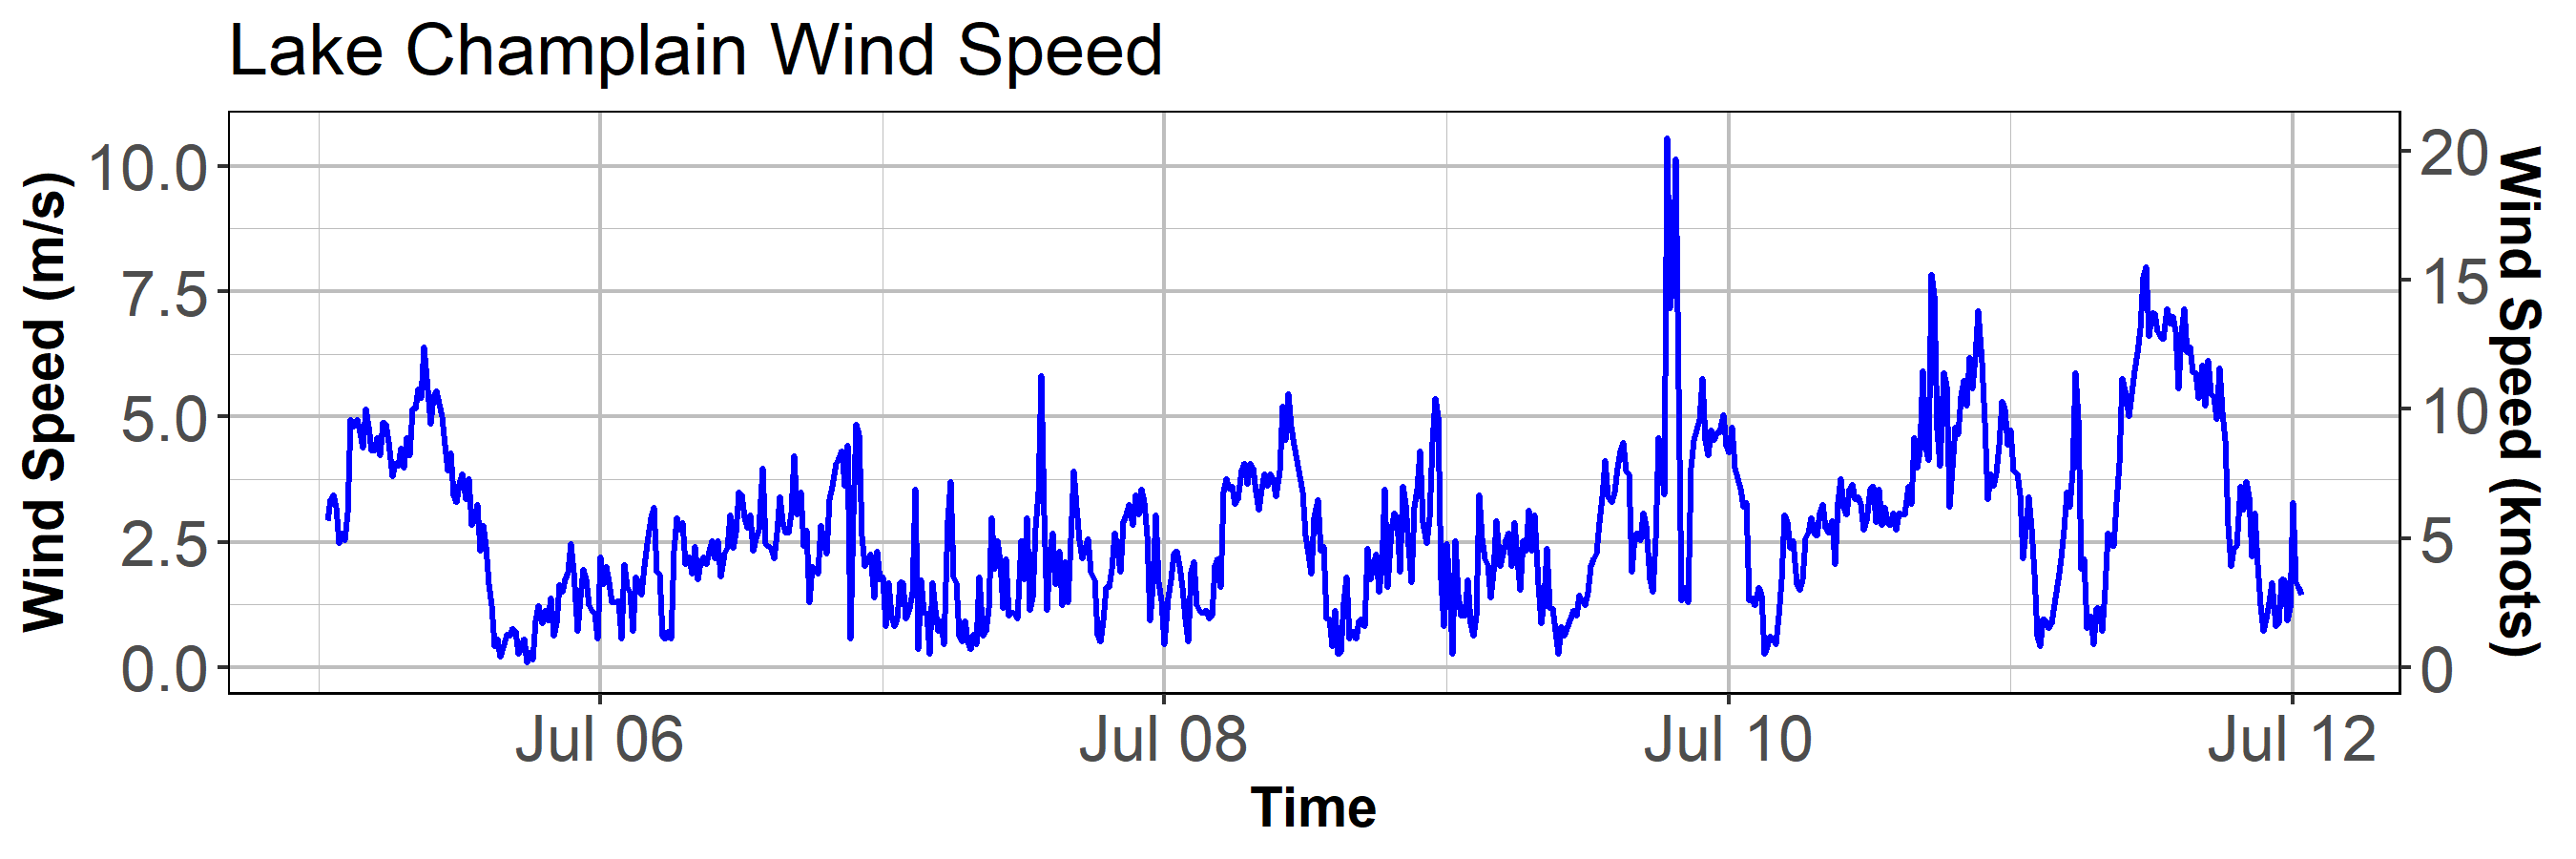 Lake Champlain Wind Speed
Wind Speed (m/s)
10.0
7.5
5.0
2.5
0.0
20
15
10
5
0
Wind Speed (knots)
Jul 06
Jul 08
Jul 10
Jul 12
Time